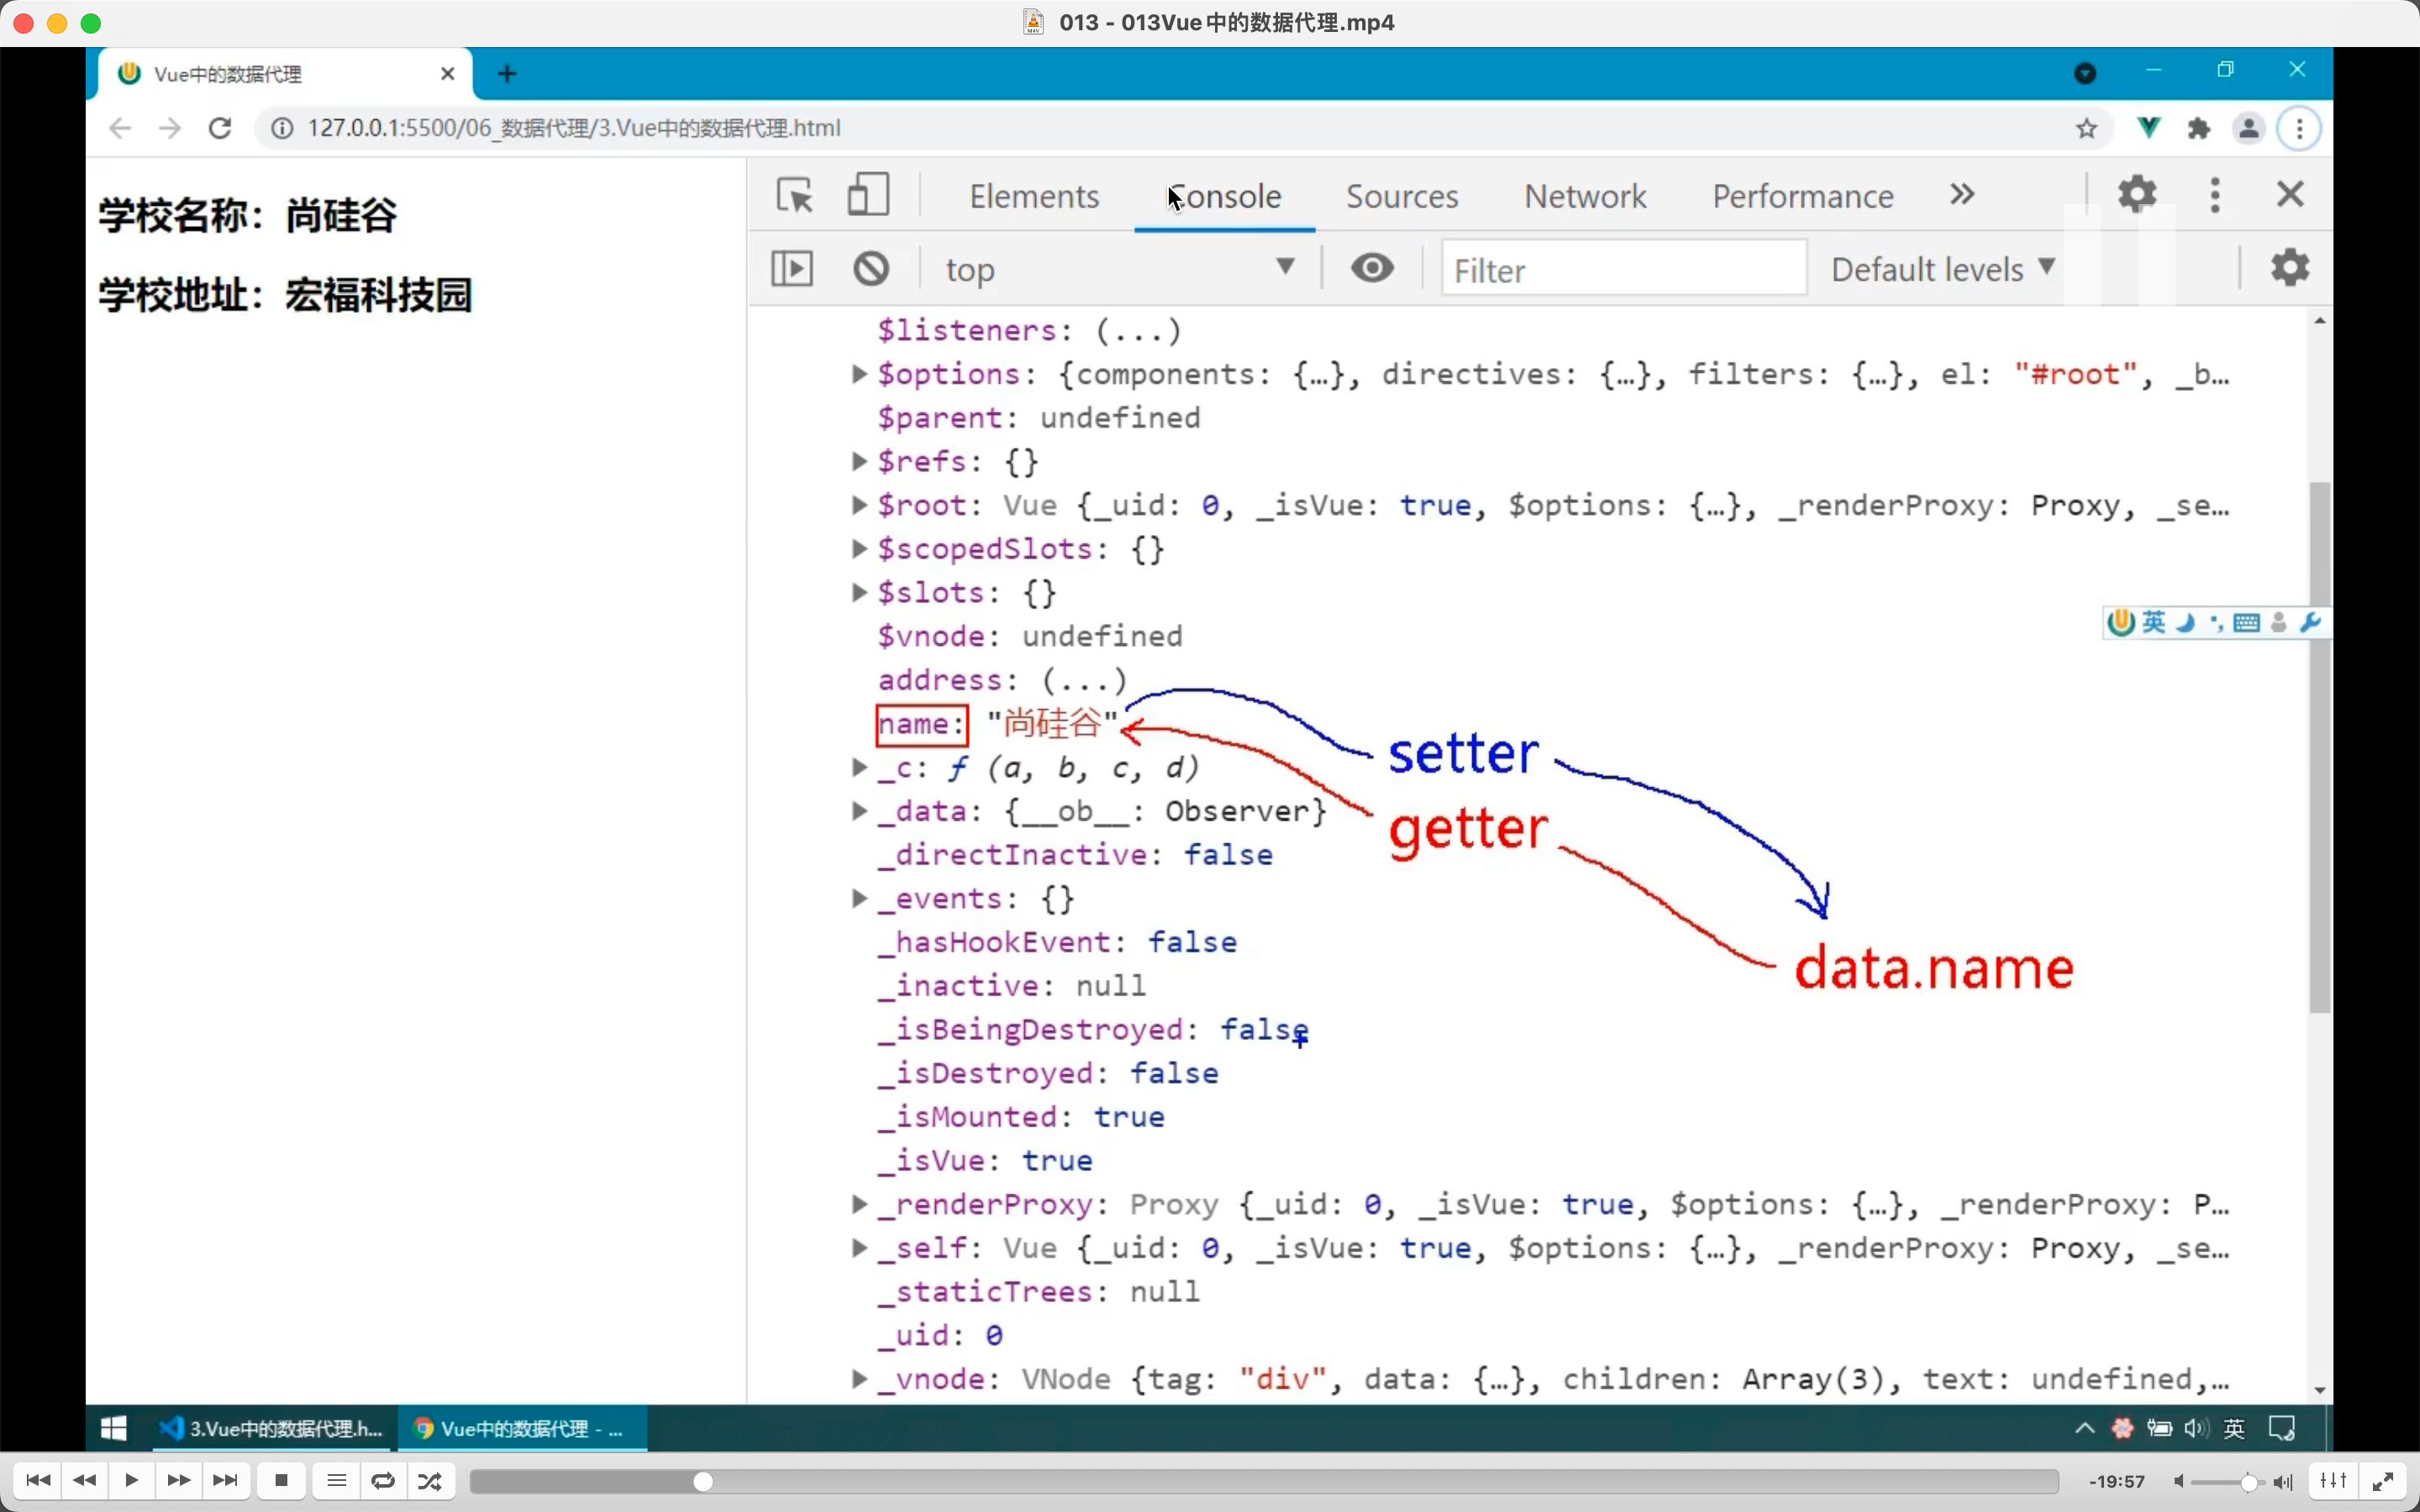 013 - 013Vue中的数据代理.mp4
Vue中的数据代理
127.0.0.1:5500/06_数据代理/3.Vue中的数据代理.html
学校名称：尚硅谷
学校地址：宏福科技园
Elements Console Sources Network Performance
top Filter Default levels
$listeners: (...)
$options: {components: {…}, directives: {…}, filters: {…}, el: "#root", _b…
$parent: undefined
$refs: {}
$root: Vue {_uid: 0, _isVue: true, $options: {…}, _renderProxy: Proxy, _se…
$scopedSlots: {}
$slots: {}
$vnode: undefined
address: (...)
name: "尚硅谷"
setter
_c: ƒ (a, b, c, d)
_data: {__ob__: Observer}
getter
_directInactive: false
_events: {}
_hasHookEvent: false
data.name
_inactive: null
_isBeingDestroyed: false
_isDestroyed: false
_isMounted: true
_isVue: true
_renderProxy: Proxy {_uid: 0, _isVue: true, $options: {…}, _renderProxy: P…
_self: Vue {_uid: 0, _isVue: true, $options: {…}, _renderProxy: Proxy, _se…
_staticTrees: null
_uid: 0
_vnode: VNode {tag: "div", data: {…}, children: Array(3), text: undefined,…
英
3.Vue中的数据代理.h... Vue中的数据代理 - ... 英
-19:57